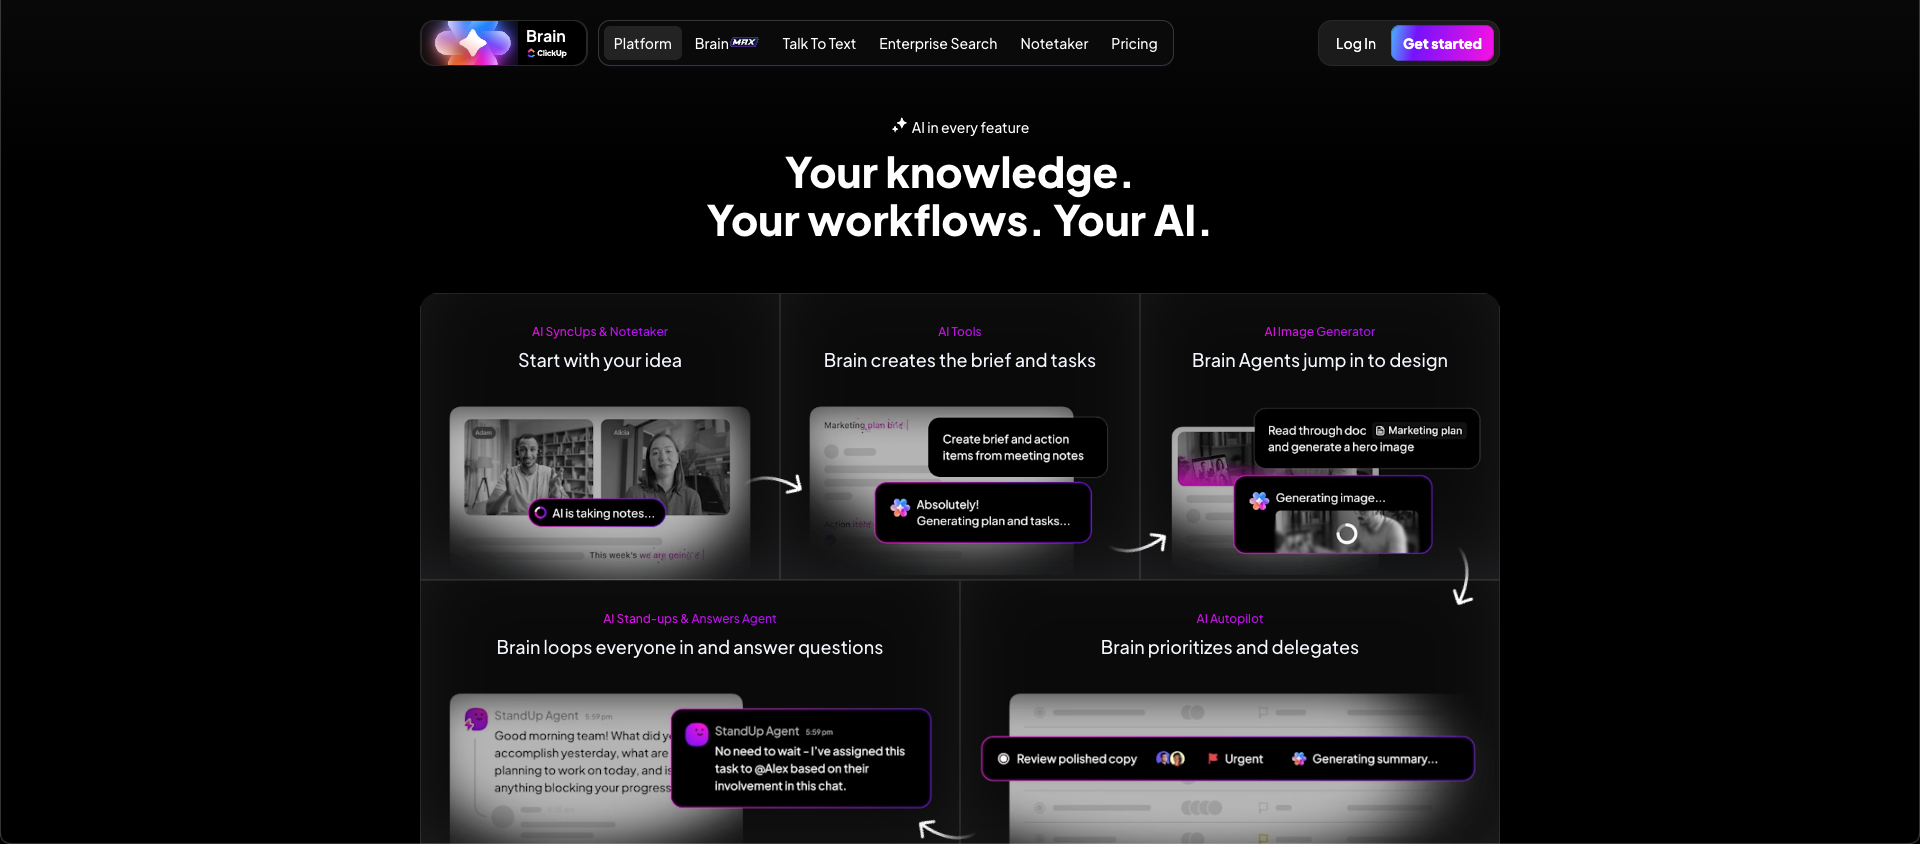 Brain
ClickUp
Platform
Brain MAX
Talk To Text
Enterprise Search
Notetaker
Pricing
Log In
Get started
AI in every feature
Your knowledge.
Your workflows. Your AI.
AI SyncUps & Notetaker
Start with your idea
Adam
Alicia
AI is taking notes...
This week's we are going
AI Tools
Brain creates the brief and tasks
Marketing plan
Create brief and action
items from meeting notes
Absolutely!
Generating plan and tasks...
Action items
AI Image Generator
Brain Agents jump in to design
Read through doc Marketing plan
and generate a hero image
Generating image...
AI Stand-ups & Answers Agent
Brain loops everyone in and answer questions
StandUp Agent 5:59 pm
Good morning team! What did
accomplish yesterday, what are
planning to work on today, and
anything blocking your progress
StandUp Agent 5:59 pm
No need to wait - I've assigned this
task to @Alex based on their
involvement in this chat.
AI Autopilot
Brain prioritizes and delegates
Review polished copy
Urgent
Generating summary...